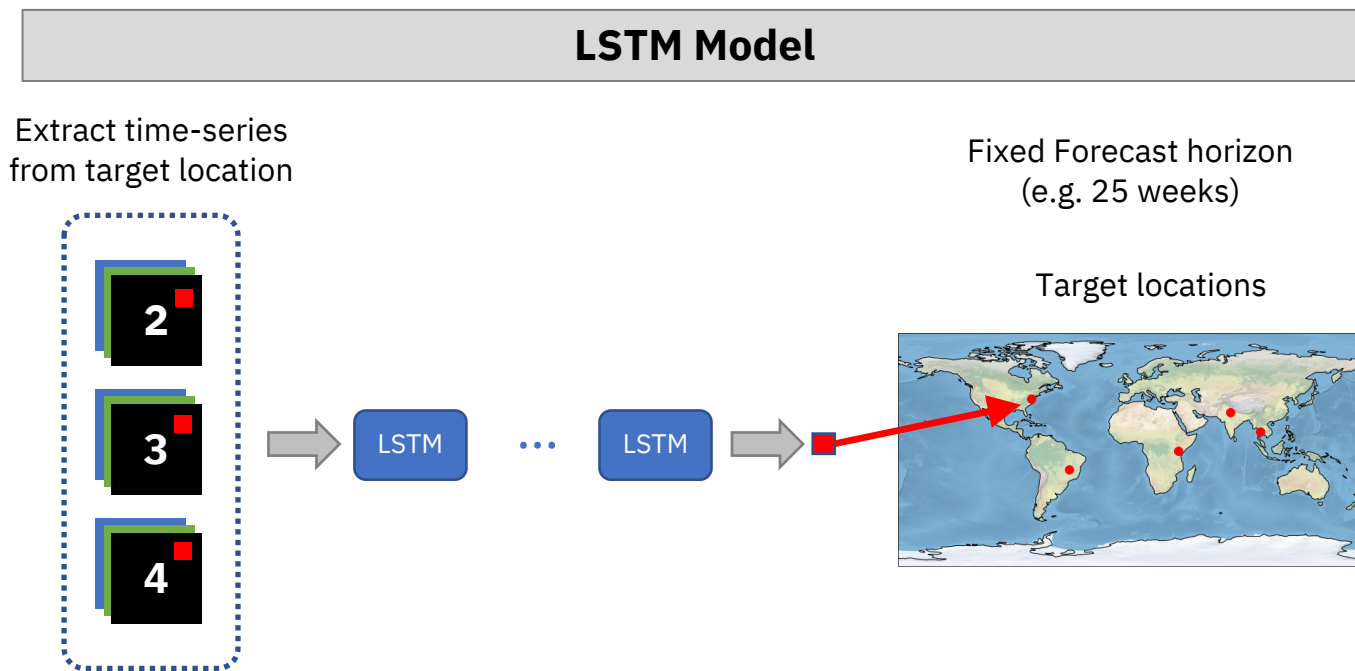 LSTM Model
Extract time-series
from target location
Fixed Forecast horizon
(e.g. 25 weeks)
Target locations
2
3
4
LSTM
...
LSTM